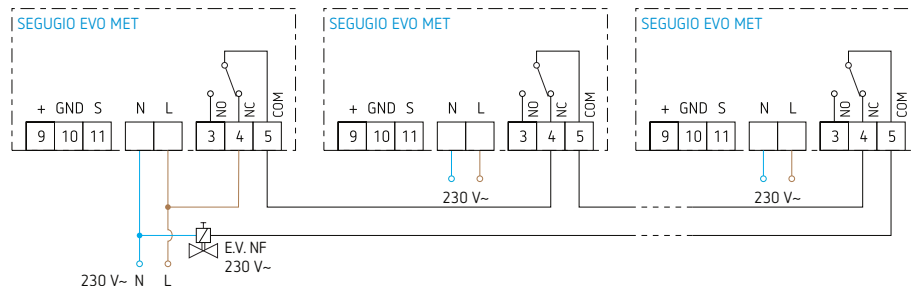 SEGUGIO EVO MET SEGUGIO EVO MET SEGUGIO EVO MET
NO NC COM NO NC COM NO NC COM
+ GND S N L + GND S N L + GND S N L
9 10 11 3 4 5 9 10 11 3 4 5 9 10 11 3 4 5
230 V~ 230 V~
E.V. NF
230 V~
230 V~ N L